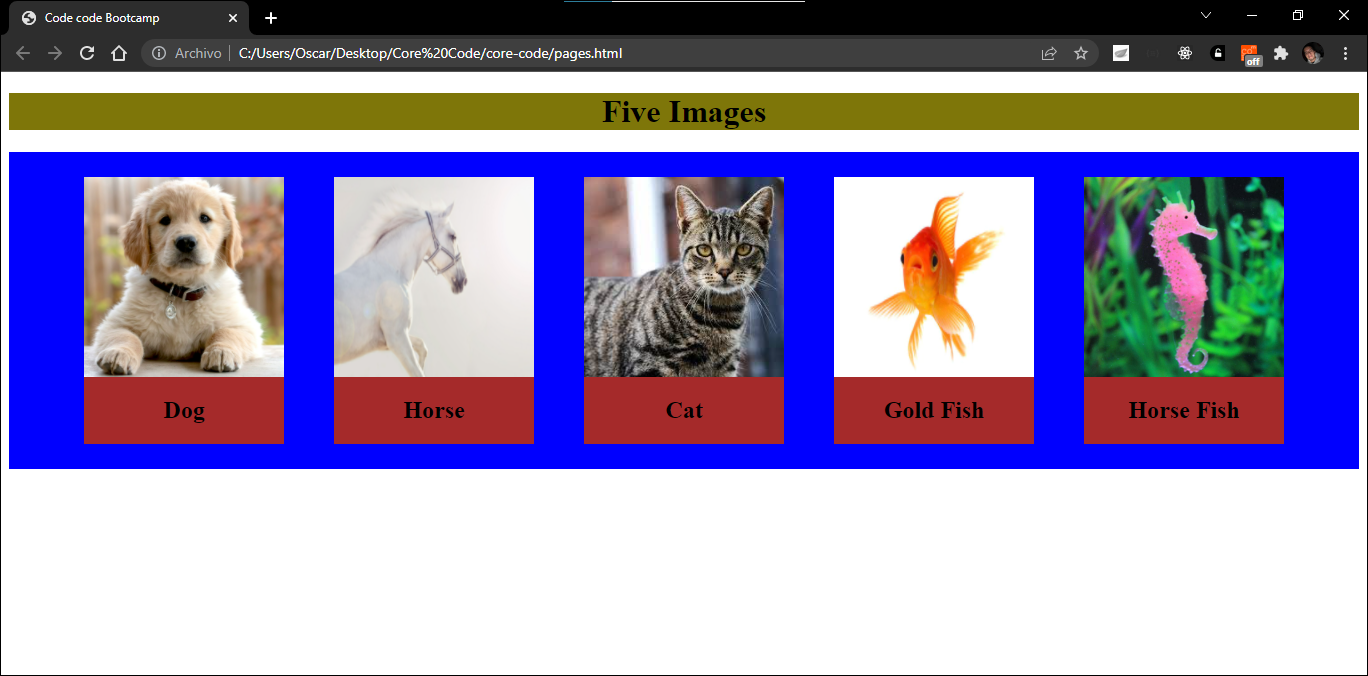 Code code Bootcamp
Archivo C:/Users/Oscar/Desktop/Core%20Code/core-code/pages.html
off
Five Images
Dog Horse Cat Gold Fish Horse Fish